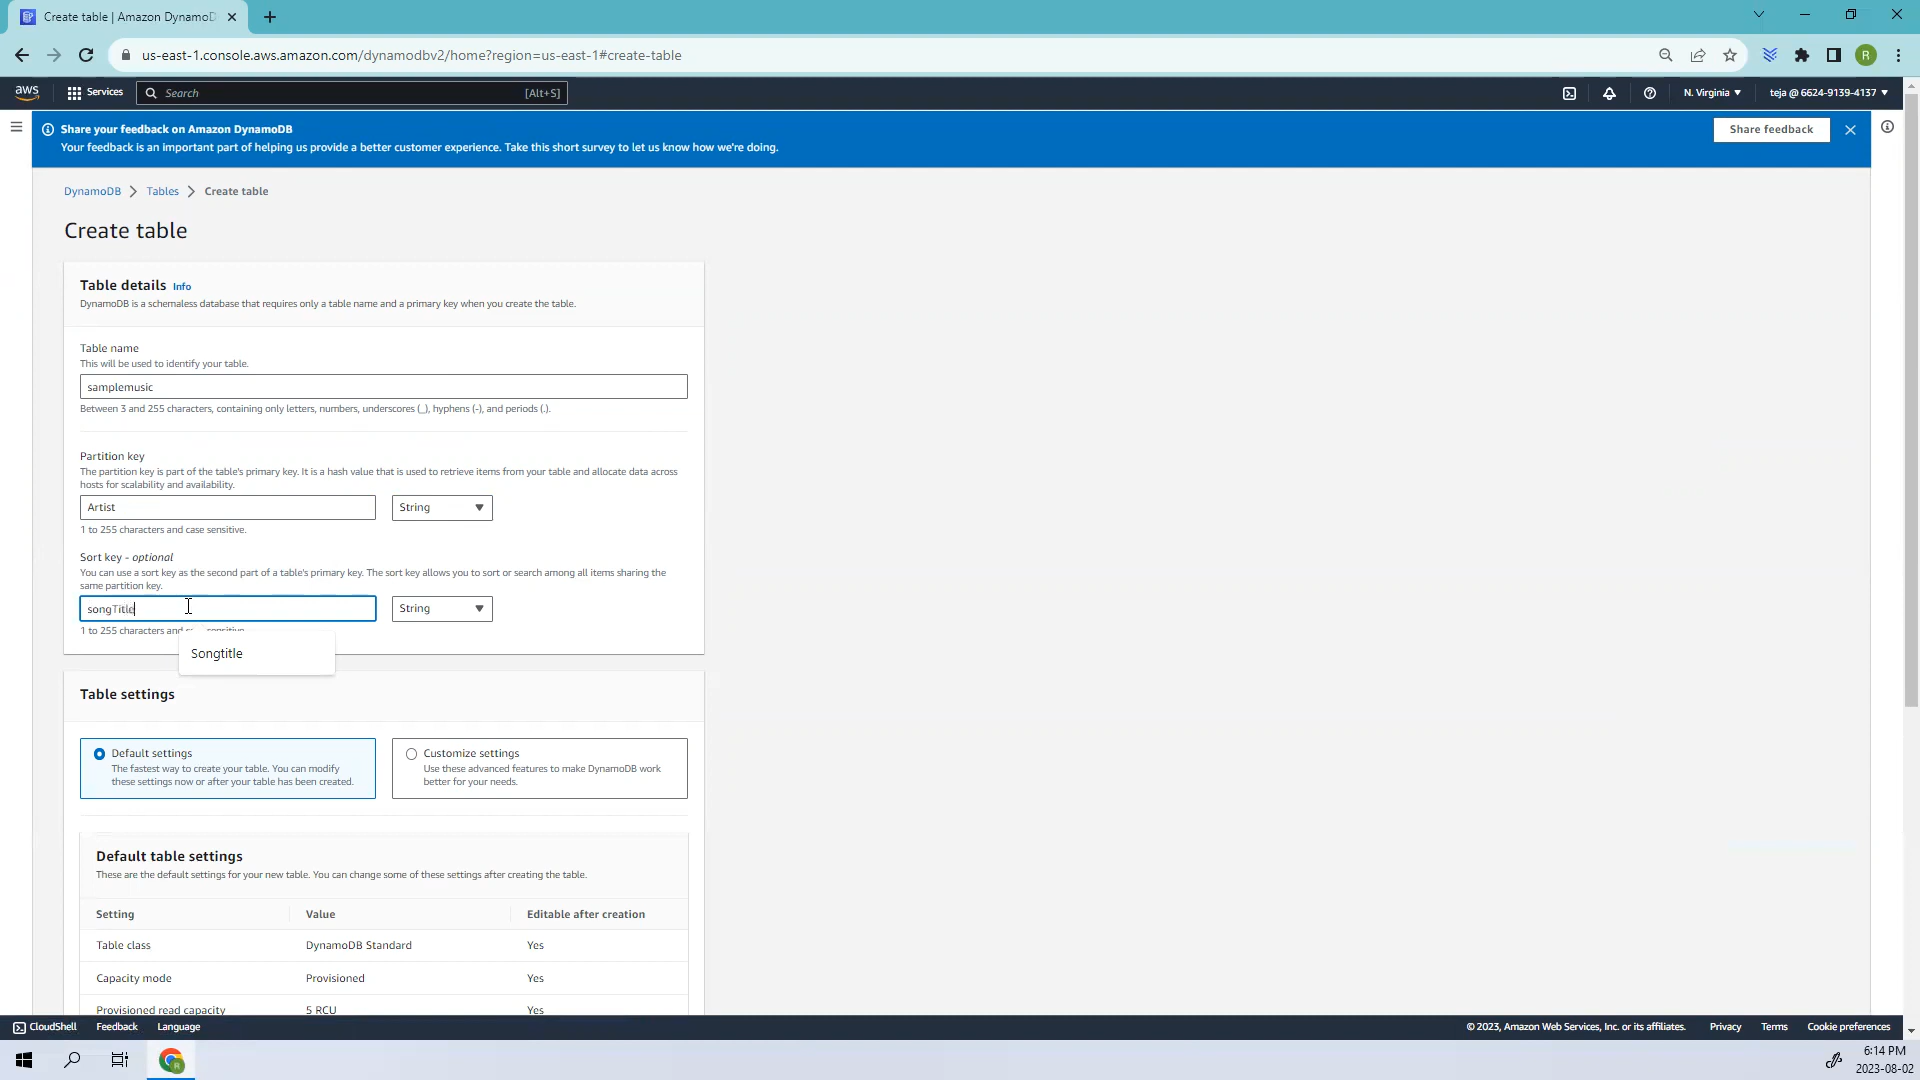 Create table | Amazon DynamoD
us-east-1.console.aws.amazon.com/dynamodbv2/home?region=us-east-1#create-table
R
aws
Services
Search
[Alt+S]
N. Virginia
teja @ 6624-9139-4137
Share your feedback on Amazon DynamoDB
Your feedback is an important part of helping us provide a better customer experience. Take this short survey to let us know how we're doing.
Share feedback
DynamoDB
Tables
Create table
Create table
Table details Info
DynamoDB is a schemaless database that requires only a table name and a primary key when you create the table.
Table name
This will be used to identify your table.
samplemusic
Between 3 and 255 characters, containing only letters, numbers, underscores (_), hyphens (-), and periods (.).
Partition key
The partition key is part of the table's primary key. It is a hash value that is used to retrieve items from your table and allocate data across
hosts for scalability and availability.
Artist
String
1 to 255 characters and case sensitive.
Sort key - optional
You can use a sort key as the second part of a table's primary key. The sort key allows you to sort or search among all items sharing the
same partition key.
songTitle
String
1 to 255 characters and case sensitive.
Songtitle
Table settings
Default settings
The fastest way to create your table. You can modify
these settings now or after your table has been created.
Customize settings
Use these advanced features to make DynamoDB work
better for your needs.
Default table settings
These are the default settings for your new table. You can change some of these settings after creating the table.
Setting Value Editable after creation
Table class DynamoDB Standard Yes
Capacity mode Provisioned Yes
Provisioned read capacity 5 RCU Yes
CloudShell Feedback Language
© 2023, Amazon Web Services, Inc. or its affiliates. Privacy Terms Cookie preferences
R
6:14 PM
2023-08-02